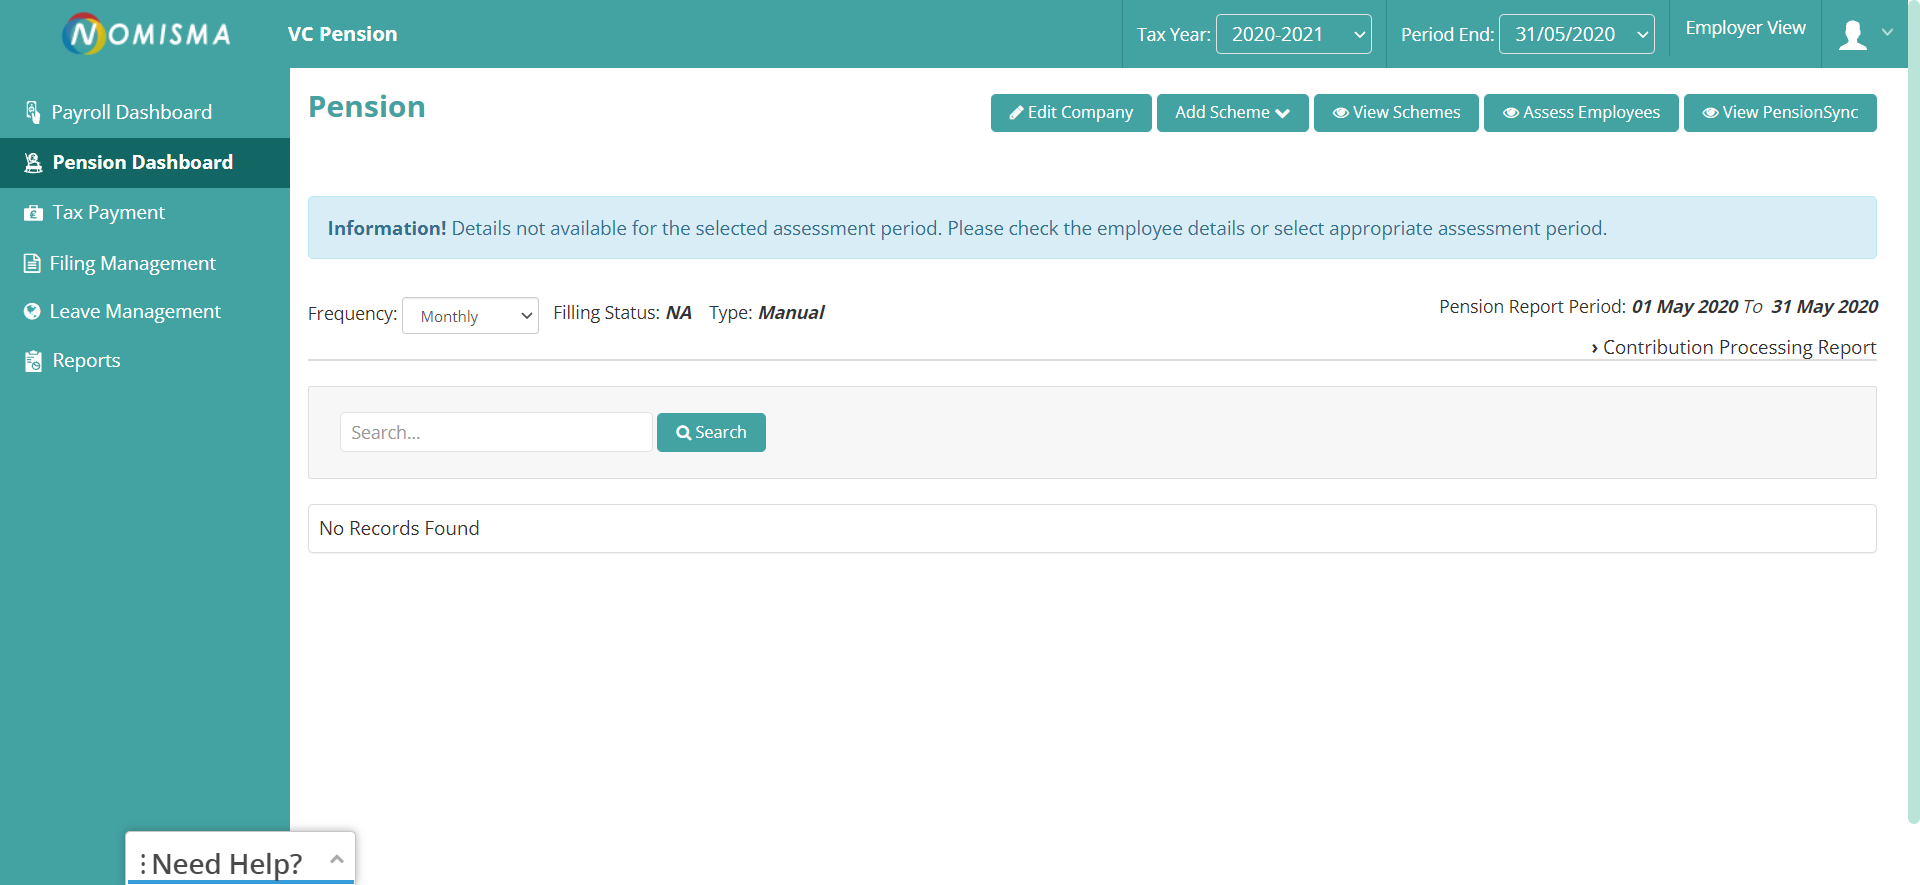 NOMISMA
VC Pension
Tax Year: 2020-2021
Period End: 31/05/2020
Employer View
Payroll Dashboard
Pension Dashboard
Tax Payment
Filing Management
Leave Management
Reports
Pension
Edit Company
Add Scheme
View Schemes
Assess Employees
View PensionSync
Information! Details not available for the selected assessment period. Please check the employee details or select appropriate assessment period.
Frequency: Monthly Filling Status: NA Type: Manual
Pension Report Period: 01 May 2020 To 31 May 2020
› Contribution Processing Report
Search...
Search
No Records Found
Need Help?